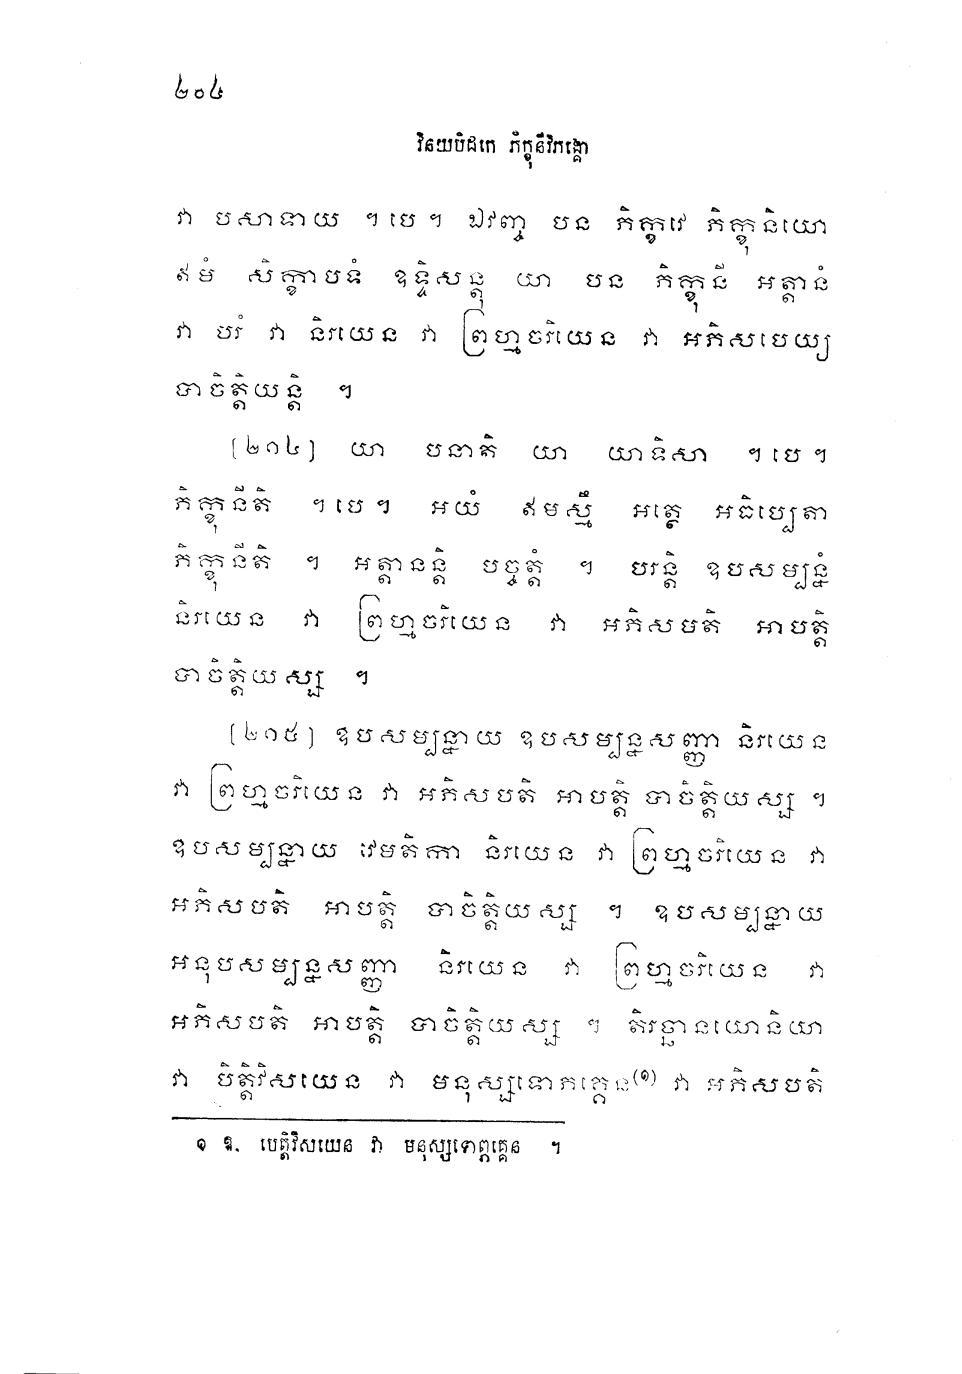 ២០៤
វិនយបិដកេ ភិក្ខុនីវិភង្គោ
វា បសាទាយ ។ បេ ។ ឯវញ្ច បន ភិក្ខវេ ភិក្ខុនិយោ
ឥមំ សិក្ខាបទំ ឧទ្ទិសន្តុ យា បន ភិក្ខុនី អត្តានំ
វា បរំ វា និរយេន វា ព្រហ្មចរិយេន វា អភិសបេយ្យ
បាចិត្តិយន្តិ ។
[២១៤] យា បនាតិ យា យាទិសា ។ បេ ។
ភិក្ខុនីតិ ។ បេ ។ អយំ ឥមស្មឹ អត្ថេ អធិប្បេតា
ភិក្ខុនីតិ ។ អត្តានន្តិ បច្ចត្តំ ។ បរន្តិ ឧបសម្បន្នំ
និរយេន វា ព្រហ្មចរិយេន វា អភិសបតិ អាបត្តិ
បាចិត្តិយស្ស ។
[២១៥] ឧបសម្បន្នាយ ឧបសម្បន្នសញ្ញា និរយេន
វា ព្រហ្មចរិយេន វា អភិសបតិ អាបត្តិ បាចិត្តិយស្ស ។
ឧបសម្បន្នាយ វេមតិកា និរយេន វា ព្រហ្មចរិយេន វា
អភិសបតិ អាបត្តិ បាចិត្តិយស្ស ។ ឧបសម្បន្នាយ
អនុបសម្បន្នសញ្ញា និរយេន វា ព្រហ្មចរិយេន វា
អភិសបតិ អាបត្តិ បាចិត្តិយស្ស ។ តិរច្ឆានយោនិយា
វា បិត្តិវិសយេន វា មនុស្សទោភគ្គេន(១) វា អភិសបតិ
១ ឱ. បេត្តិវិសយេន វា មនុស្សទោព្ភគ្គេន ។